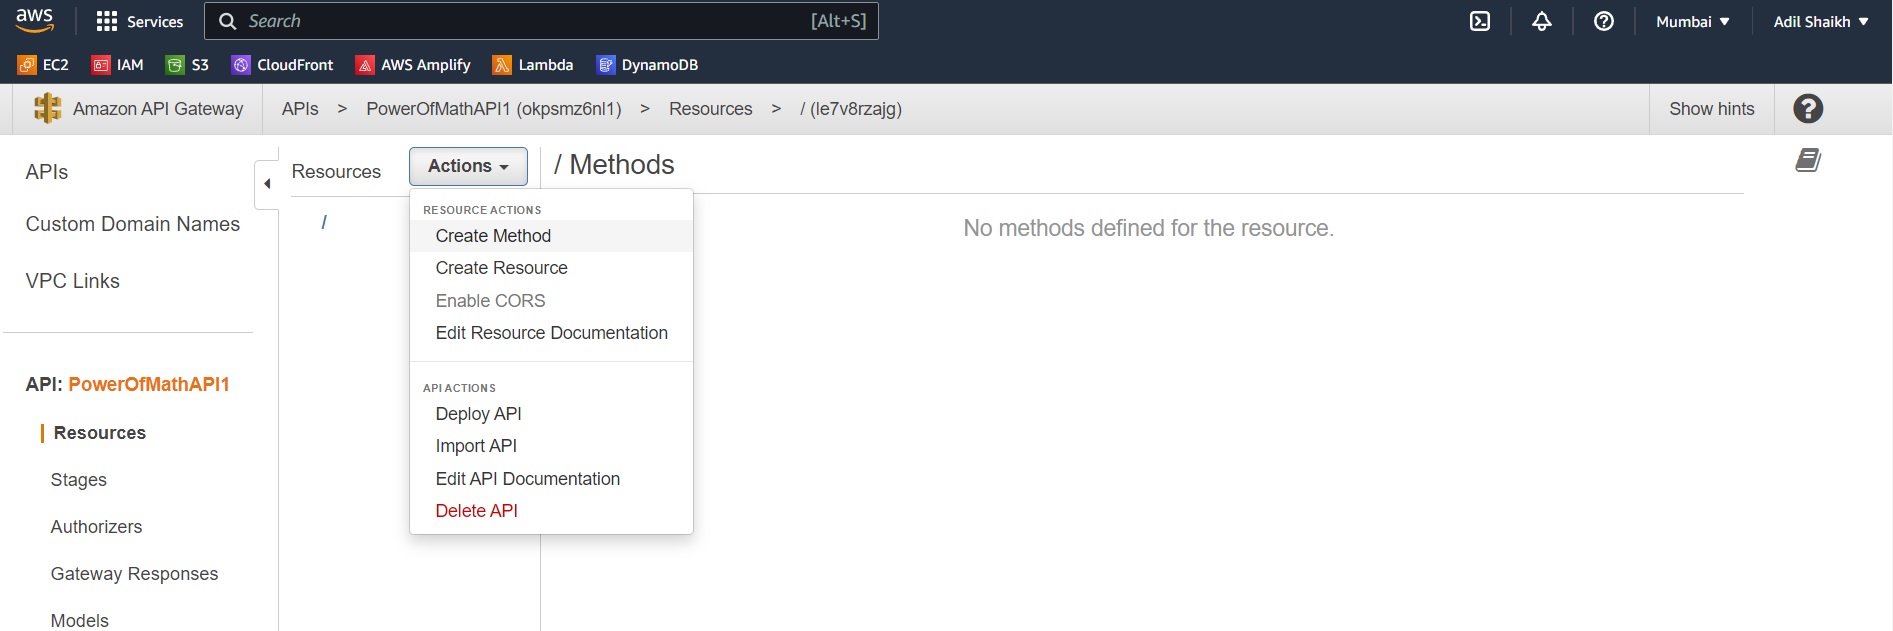 aws Services Search [Alt+S] Mumbai ▼ Adil Shaikh ▼
EC2 IAM S3 CloudFront AWS Amplify Lambda DynamoDB
Amazon API Gateway APIs > PowerOfMathAPI1 (okpsmz6nl1) > Resources > / (le7v8rzajg) Show hints ?
APIs
Custom Domain Names
VPC Links
API: PowerOfMathAPI1
Resources
Stages
Authorizers
Gateway Responses
Models
Resources Actions
/
RESOURCE ACTIONS
Create Method
Create Resource
Enable CORS
Edit Resource Documentation
API ACTIONS
Deploy API
Import API
Edit API Documentation
Delete API
/ Methods
No methods defined for the resource.